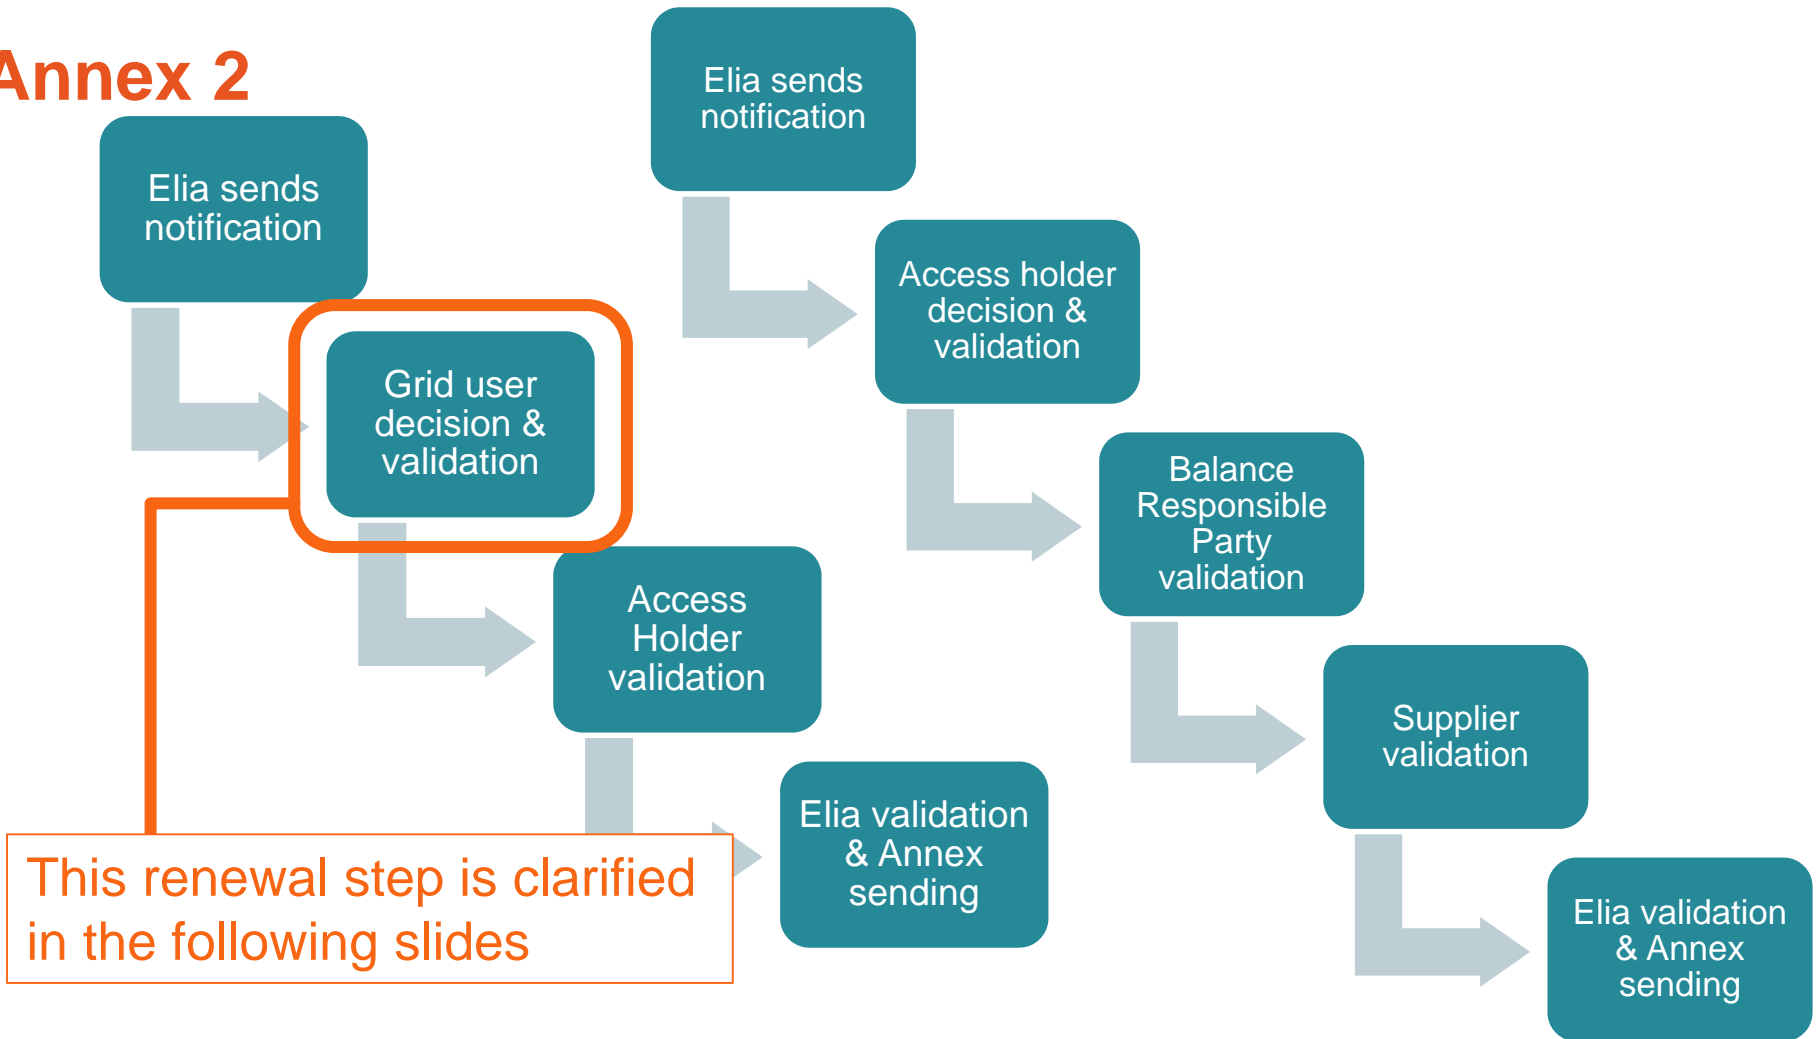 Annex 2
Elia sends
notification
Grid user
decision &
validation
Access
Holder
validation
Elia validation
& Annex
sending
This renewal step is clarified
in the following slides
Elia sends
notification
Access holder
decision &
validation
Balance
Responsible
Party
validation
Supplier
validation
Elia validation
& Annex
sending